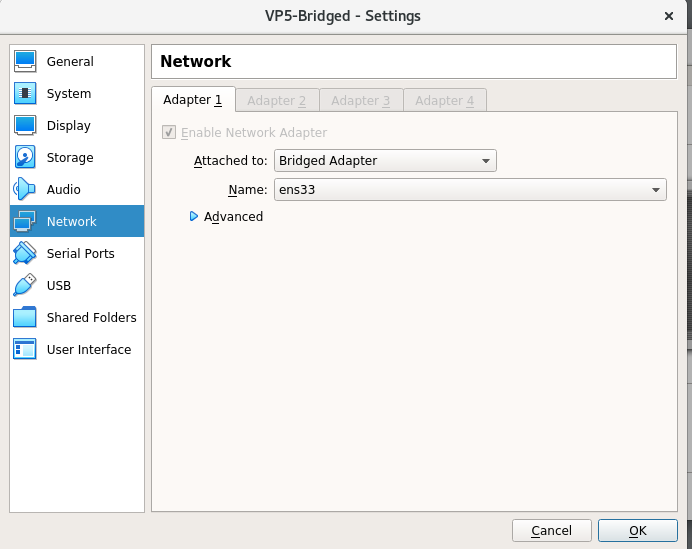 VP5-Bridged - Settings
General
System
Display
Storage
Audio
Network
Serial Ports
USB
Shared Folders
User Interface
Network
Adapter 1 Adapter 2 Adapter 3 Adapter 4
Enable Network Adapter
Attached to: Bridged Adapter
Name: ens33
Advanced
Cancel OK